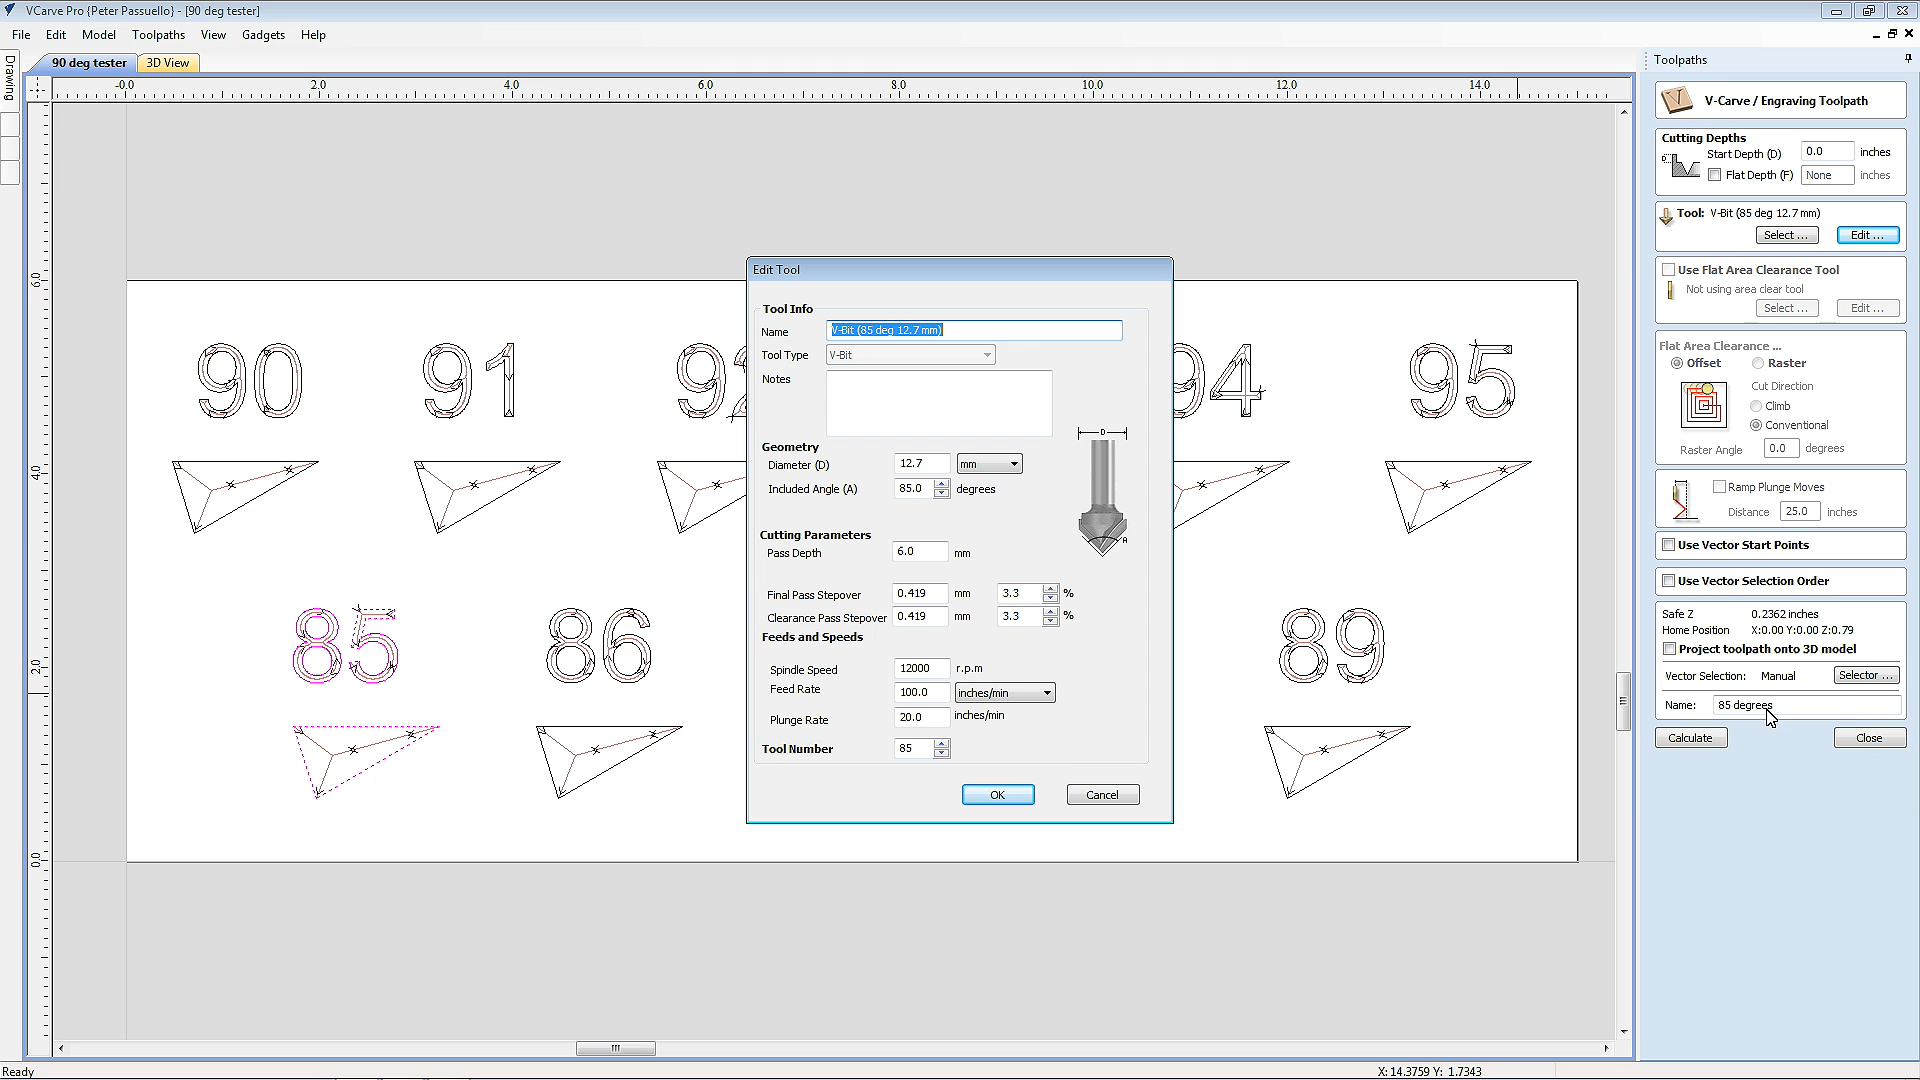 VCarve Pro {Peter Passuello} - [90 deg tester]
File Edit Model Toolpaths View Gadgets Help
Drawing
90 deg tester 3D View
-0.0 2.0 4.0 6.0 8.0 10.0 12.0 14.0
6.0
4.0
2.0
0.0
90 91 94 95
85 86 89
Edit Tool
Tool Info
Name V-Bit (85 deg 12.7 mm)
Tool Type V-Bit
Notes
Geometry
Diameter (D) 12.7 mm
Included Angle (A) 85.0 degrees
D
A
Cutting Parameters
Pass Depth 6.0 mm
Final Pass Stepover 0.419 mm 3.3 %
Clearance Pass Stepover 0.419 mm 3.3 %
Feeds and Speeds
Spindle Speed 12000 r.p.m
Feed Rate 100.0 inches/min
Plunge Rate 20.0 inches/min
Tool Number 85
OK Cancel
Toolpaths
V-Carve / Engraving Toolpath
Cutting Depths
Start Depth (D) 0.0 inches
Flat Depth (F) None inches
Tool: V-Bit (85 deg 12.7 mm)
Select ... Edit ...
Use Flat Area Clearance Tool
Not using area clear tool
Select ... Edit ...
Flat Area Clearance ...
Offset Raster
Cut Direction
Climb
Conventional
Raster Angle 0.0 degrees
Ramp Plunge Moves
Distance 25.0 inches
Use Vector Start Points
Use Vector Selection Order
Safe Z 0.2362 inches
Home Position X:0.00 Y:0.00 Z:0.79
Project toolpath onto 3D model
Vector Selection: Manual Selector ...
Name: 85 degrees
Calculate Close
Ready X: 14.3759 Y: 1.7343